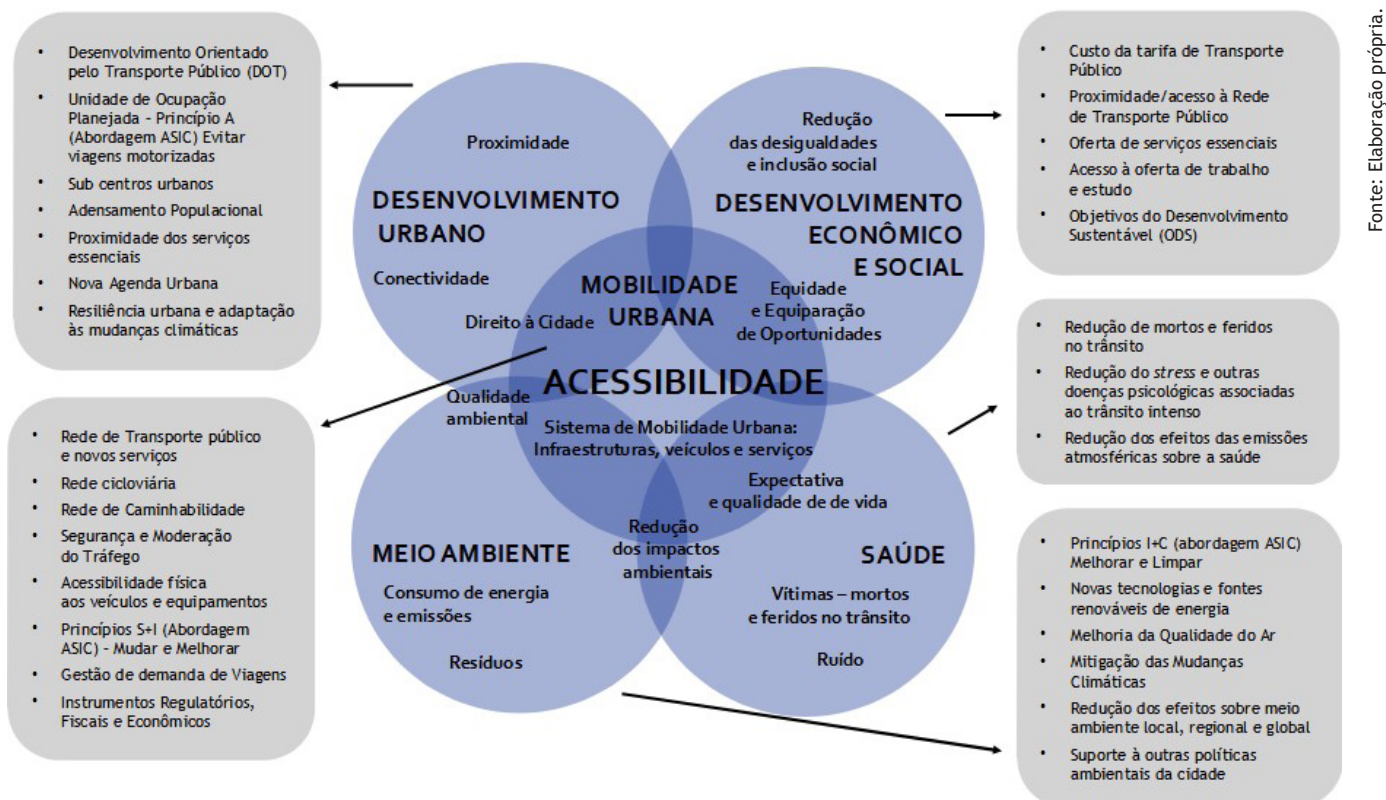 • Desenvolvimento Orientado
pelo Transporte Público (DOT)
• Unidade de Ocupação
Planejada - Princípio A
(Abordagem ASIC) Evitar
viagens motorizadas
• Sub centros urbanos
• Adensamento Populacional
• Proximidade dos serviços
essenciais
• Nova Agenda Urbana
• Resiliência urbana e adaptação
às mudanças climáticas
• Rede de Transporte público
e novos serviços
• Rede cicloviária
• Rede de Caminhabilidade
• Segurança e Moderação
do Tráfego
• Acessibilidade física
aos veículos e equipamentos
• Princípios S+I (Abordagem
ASIC) - Mudar e Melhorar
• Gestão de demanda de Viagens
• Instrumentos Regulatórios,
Fiscais e Econômicos
Proximidade
DESENVOLVIMENTO
URBANO
Conectividade
Direito à Cidade
Redução
das desigualdades
e inclusão social
DESENVOLVIMENTO
ECONÔMICO
E SOCIAL
MOBILIDADE
URBANA
Equidade
e Equiparação
de Oportunidades
ACESSIBILIDADE
Qualidade
ambiental
Sistema de Mobilidade Urbana:
Infraestruturas, veículos e serviços
Expectativa
e qualidade de de vida
Redução
dos impactos
ambientais
MEIO AMBIENTE
Consumo de energia
e emissões
Resíduos
SAÚDE
Vítimas – mortos
e feridos no trânsito
Ruído
• Custo da tarifa de Transporte
Público
• Proximidade/acesso à Rede
de Transporte Público
• Oferta de serviços essenciais
• Acesso à oferta de trabalho
e estudo
• Objetivos do Desenvolvimento
Sustentável (ODS)
• Redução de mortos e feridos
no trânsito
• Redução do stress e outras
doenças psicológicas associadas
ao trânsito intenso
• Redução dos efeitos das emissões
atmosféricas sobre a saúde
• Princípios I+C (abordagem ASIC)
Melhorar e Limpar
• Novas tecnologias e fontes
renováveis de energia
• Melhoria da Qualidade do Ar
• Mitigação das Mudanças
Climáticas
• Redução dos efeitos sobre meio
ambiente local, regional e global
• Suporte à outras políticas
ambientais da cidade
Fonte: Elaboração própria.